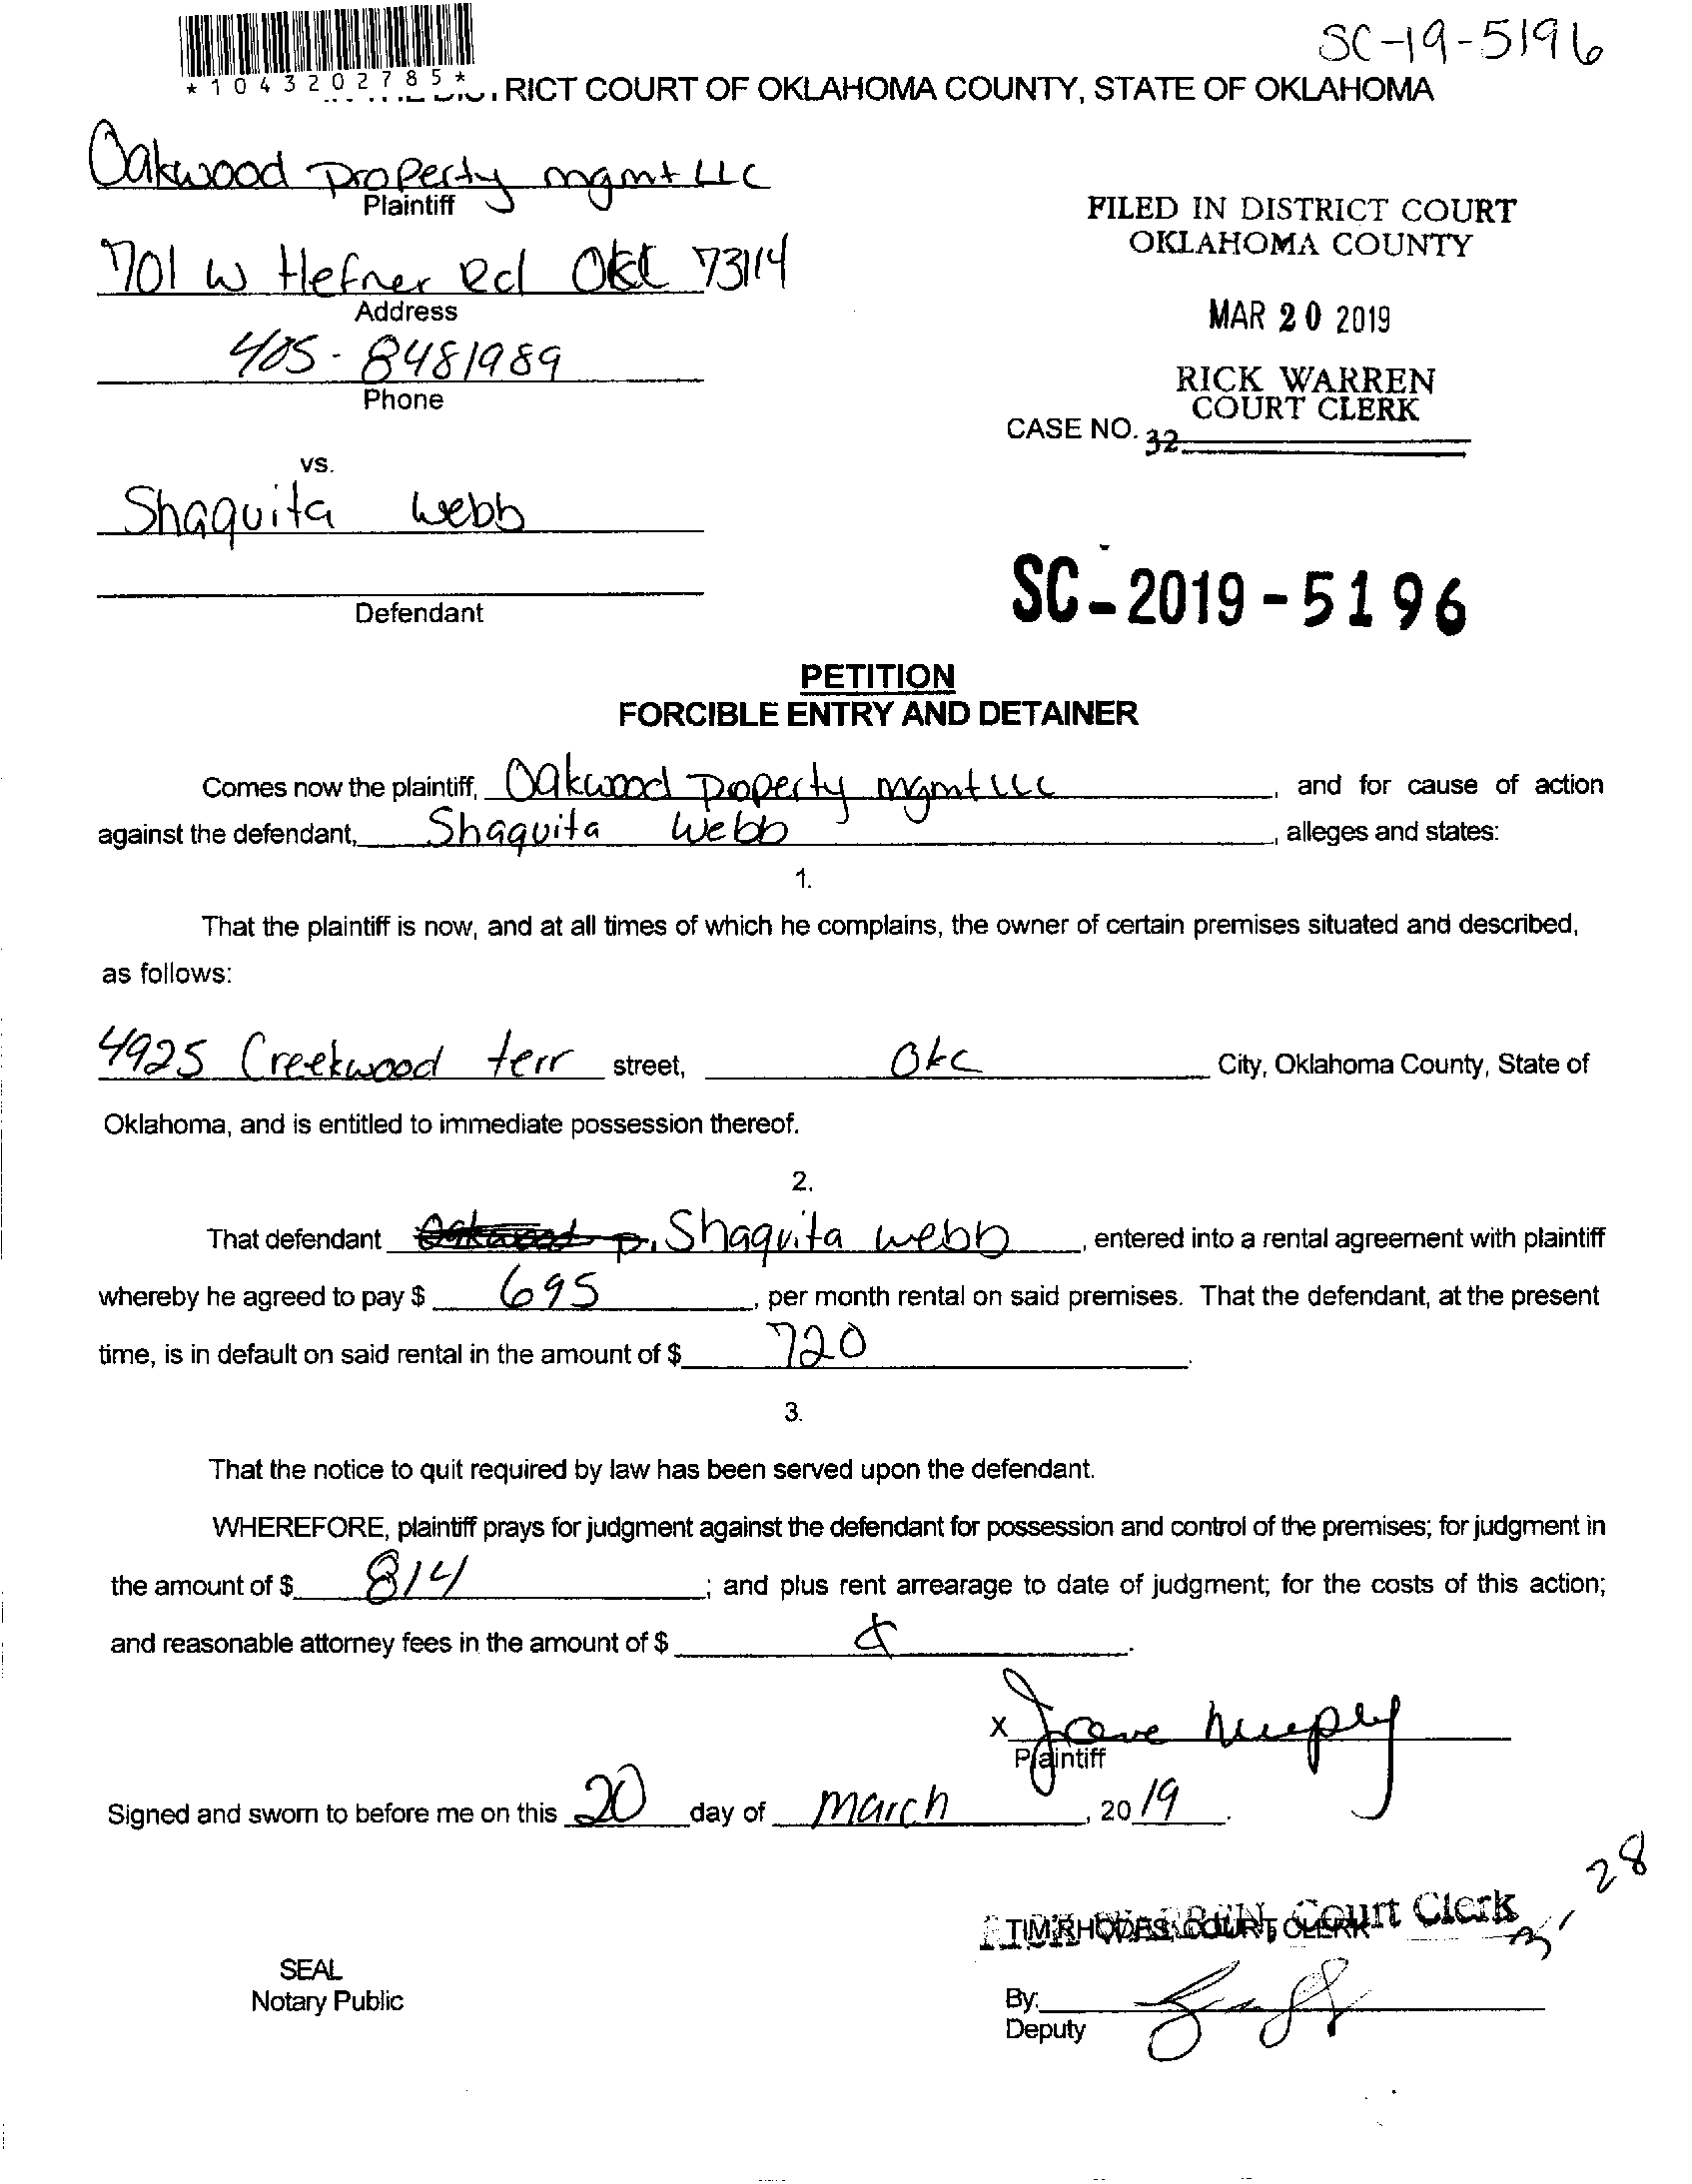 SC-19-5196
*1043202785*
RICT COURT OF OKLAHOMA COUNTY, STATE OF OKLAHOMA
Oakwood Property mgmt LLC
Plaintiff
701 W Hefner Rd OKC 73114
Address
405-8481989
Phone
FILED IN DISTRICT COURT
OKLAHOMA COUNTY
MAR 20 2019
RICK WARREN
COURT CLERK
CASE NO. 32
vs.
Shaquita Webb
Defendant
SC-2019-5196
PETITION
FORCIBLE ENTRY AND DETAINER
Comes now the plaintiff, Oakwood Property mgmt LLC, and for cause of action
against the defendant, Shaquita Webb, alleges and states:
1.
That the plaintiff is now, and at all times of which he complains, the owner of certain premises situated and described,
as follows:
4925 Creekwood terr street, OKC City, Oklahoma County, State of
Oklahoma, and is entitled to immediate possession thereof.
2.
That defendant Shaquita webb, entered into a rental agreement with plaintiff
whereby he agreed to pay $ 695, per month rental on said premises. That the defendant, at the present
time, is in default on said rental in the amount of $ 720.
3.
That the notice to quit required by law has been served upon the defendant.
WHEREFORE, plaintiff prays for judgment against the defendant for possession and control of the premises; for judgment in
the amount of $ 814; and plus rent arrearage to date of judgment; for the costs of this action;
and reasonable attorney fees in the amount of $
x
Plaintiff
Signed and sworn to before me on this 20 day of march, 2019.
28
TIM RHODES, COURT CLERK
Court Clerk
SEAL
Notary Public
By:
Deputy